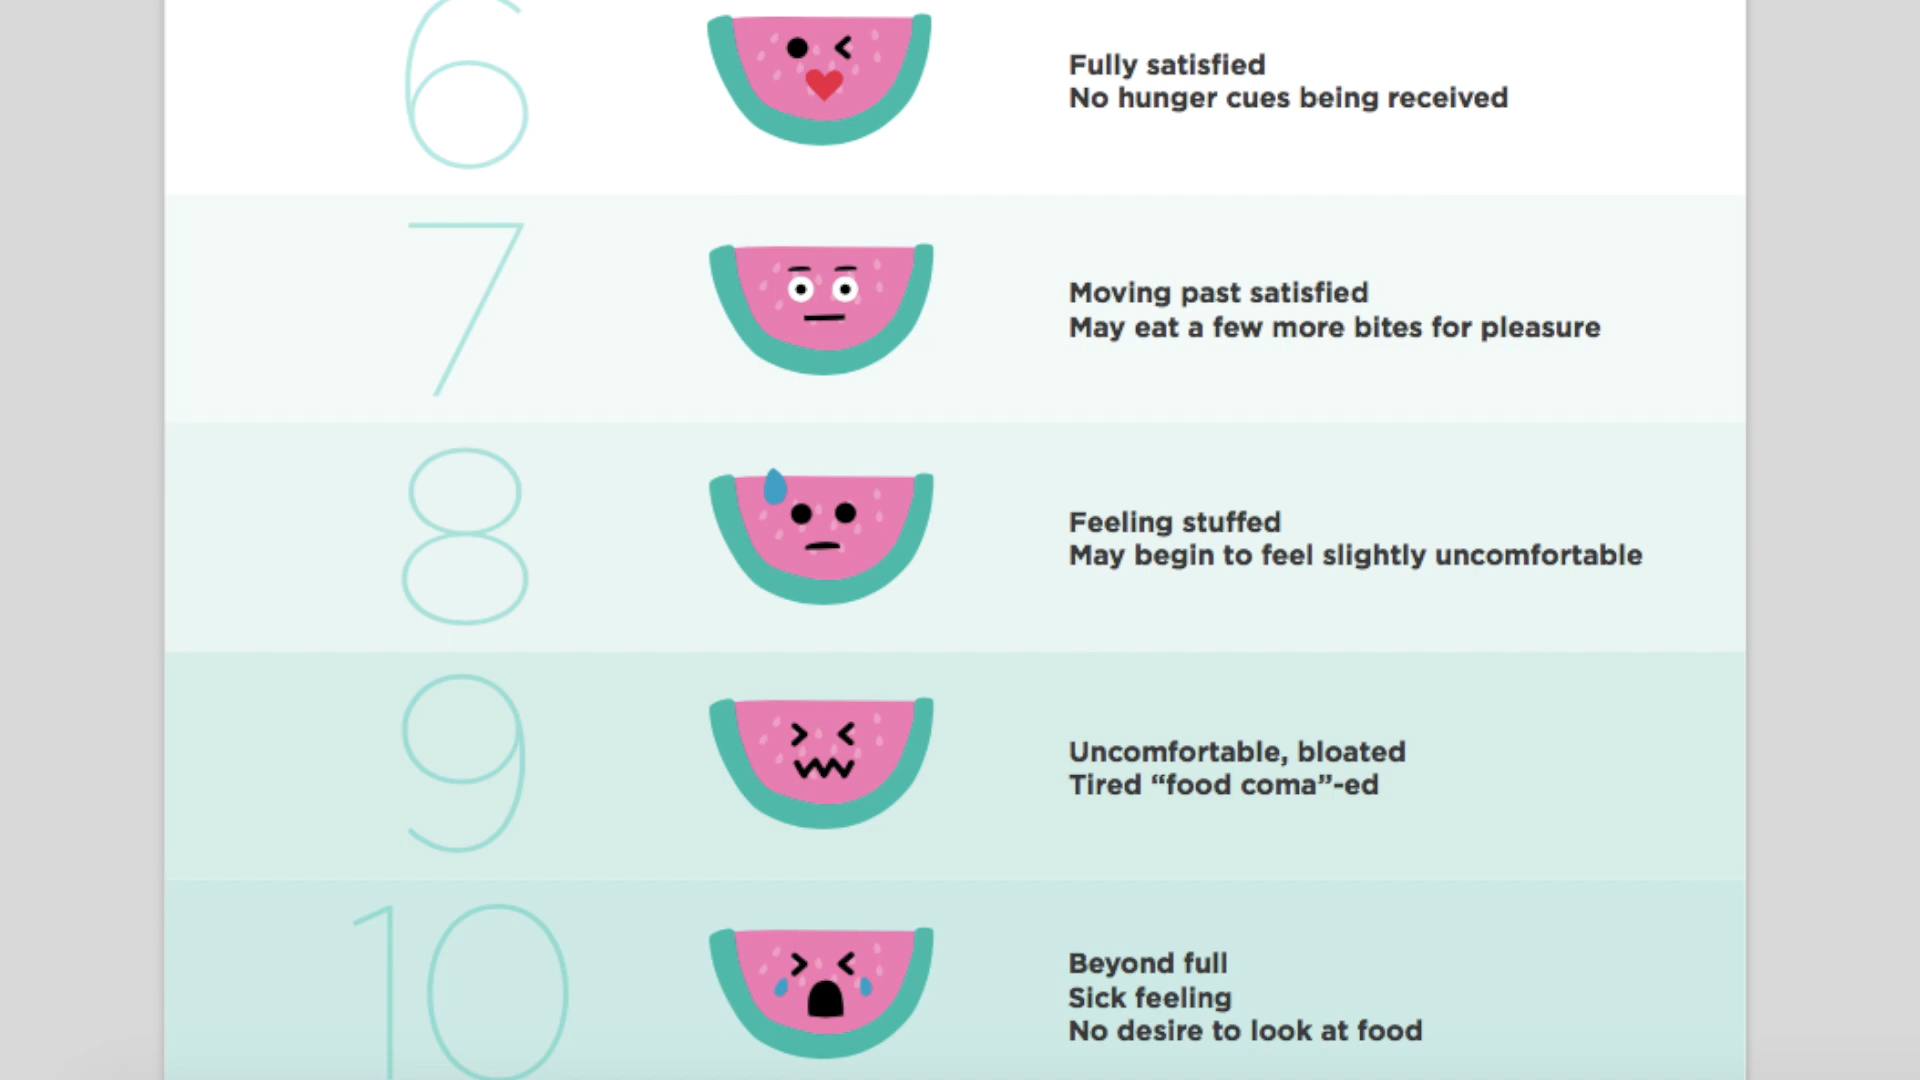 6
Fully satisfied
No hunger cues being received
7
Moving past satisfied
May eat a few more bites for pleasure
8
Feeling stuffed
May begin to feel slightly uncomfortable
9
Uncomfortable, bloated
Tired “food coma”-ed
10
Beyond full
Sick feeling
No desire to look at food